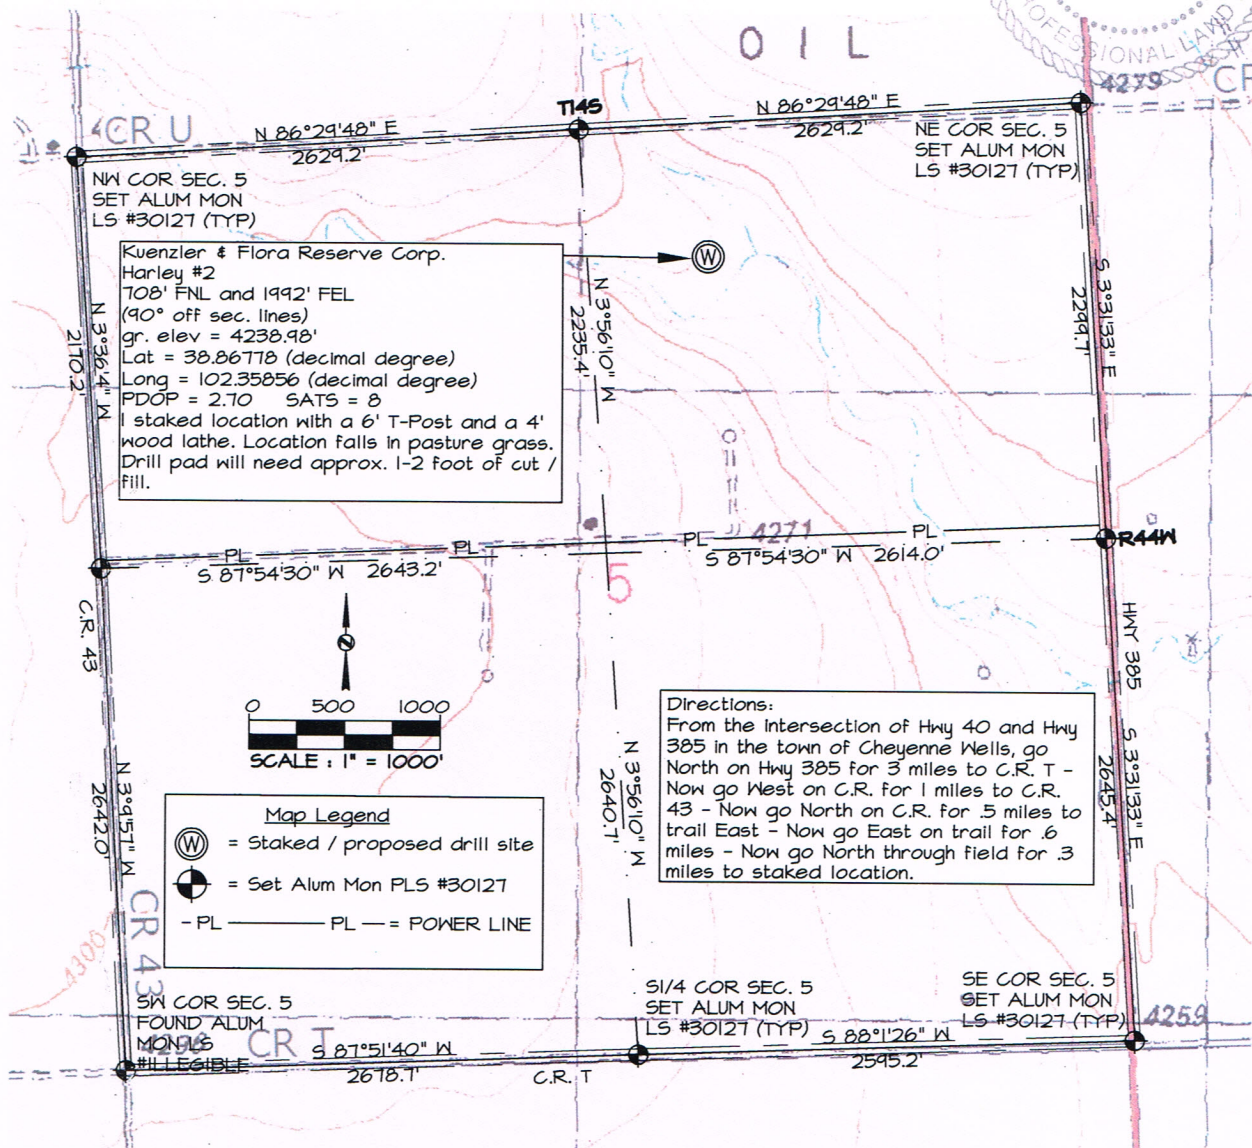 OFESSIONAL LAND
O I L
4279 CR
T14S
CR U
N 86°29'48" E
2629.2'
N 86°29'48" E
2629.2'
NE COR SEC. 5
SET ALUM MON
LS #30127 (TYP)
NW COR SEC. 5
SET ALUM MON
LS #30127 (TYP)
Kuenzler & Flora Reserve Corp.
Harley #2
708' FNL and 1992' FEL
(90° off sec. lines)
gr. elev = 4238.98'
Lat = 38.86778 (decimal degree)
Long = 102.35856 (decimal degree)
PDOP = 2.70 SATS = 8
I staked location with a 6' T-Post and a 4'
wood lathe. Location falls in pasture grass.
Drill pad will need approx. 1-2 foot of cut /
fill.
W
N 3°36'4" W
2170.2'
N 3°56'10" W
2235.4'
S 3°31'33" E
2299.7'
PL PL PL PL
4271
S 87°54'30" W 2643.2'
S 87°54'30" W 2614.0'
R44W
5
C.R. 43
N
HWY 385
0 500 1000
SCALE : 1" = 1000'
Directions:
From the intersection of Hwy 40 and Hwy
385 in the town of Cheyenne Wells, go
North on Hwy 385 for 3 miles to C.R. T -
Now go West on C.R. for 1 miles to C.R.
43 - Now go North on C.R. for .5 miles to
trail East - Now go East on trail for .6
miles - Now go North through field for .3
miles to staked location.
N 3°9'57" W
2642.0'
N 3°56'10" W
2640.7'
S 3°31'33" E
2645.4'
Map Legend
W = Staked / proposed drill site
= Set Alum Mon PLS #30127
- PL PL — = POWER LINE
CR 43
4300
SW COR SEC. 5
FOUND ALUM
MON LS
#ILLEGIBLE
CR T
S1/4 COR SEC. 5
SET ALUM MON
LS #30127 (TYP)
SE COR SEC. 5
SET ALUM MON
LS #30127 (TYP)
4259
S 87°51'40" W
2678.7'
C.R. T
S 88°1'26" W
2595.2'